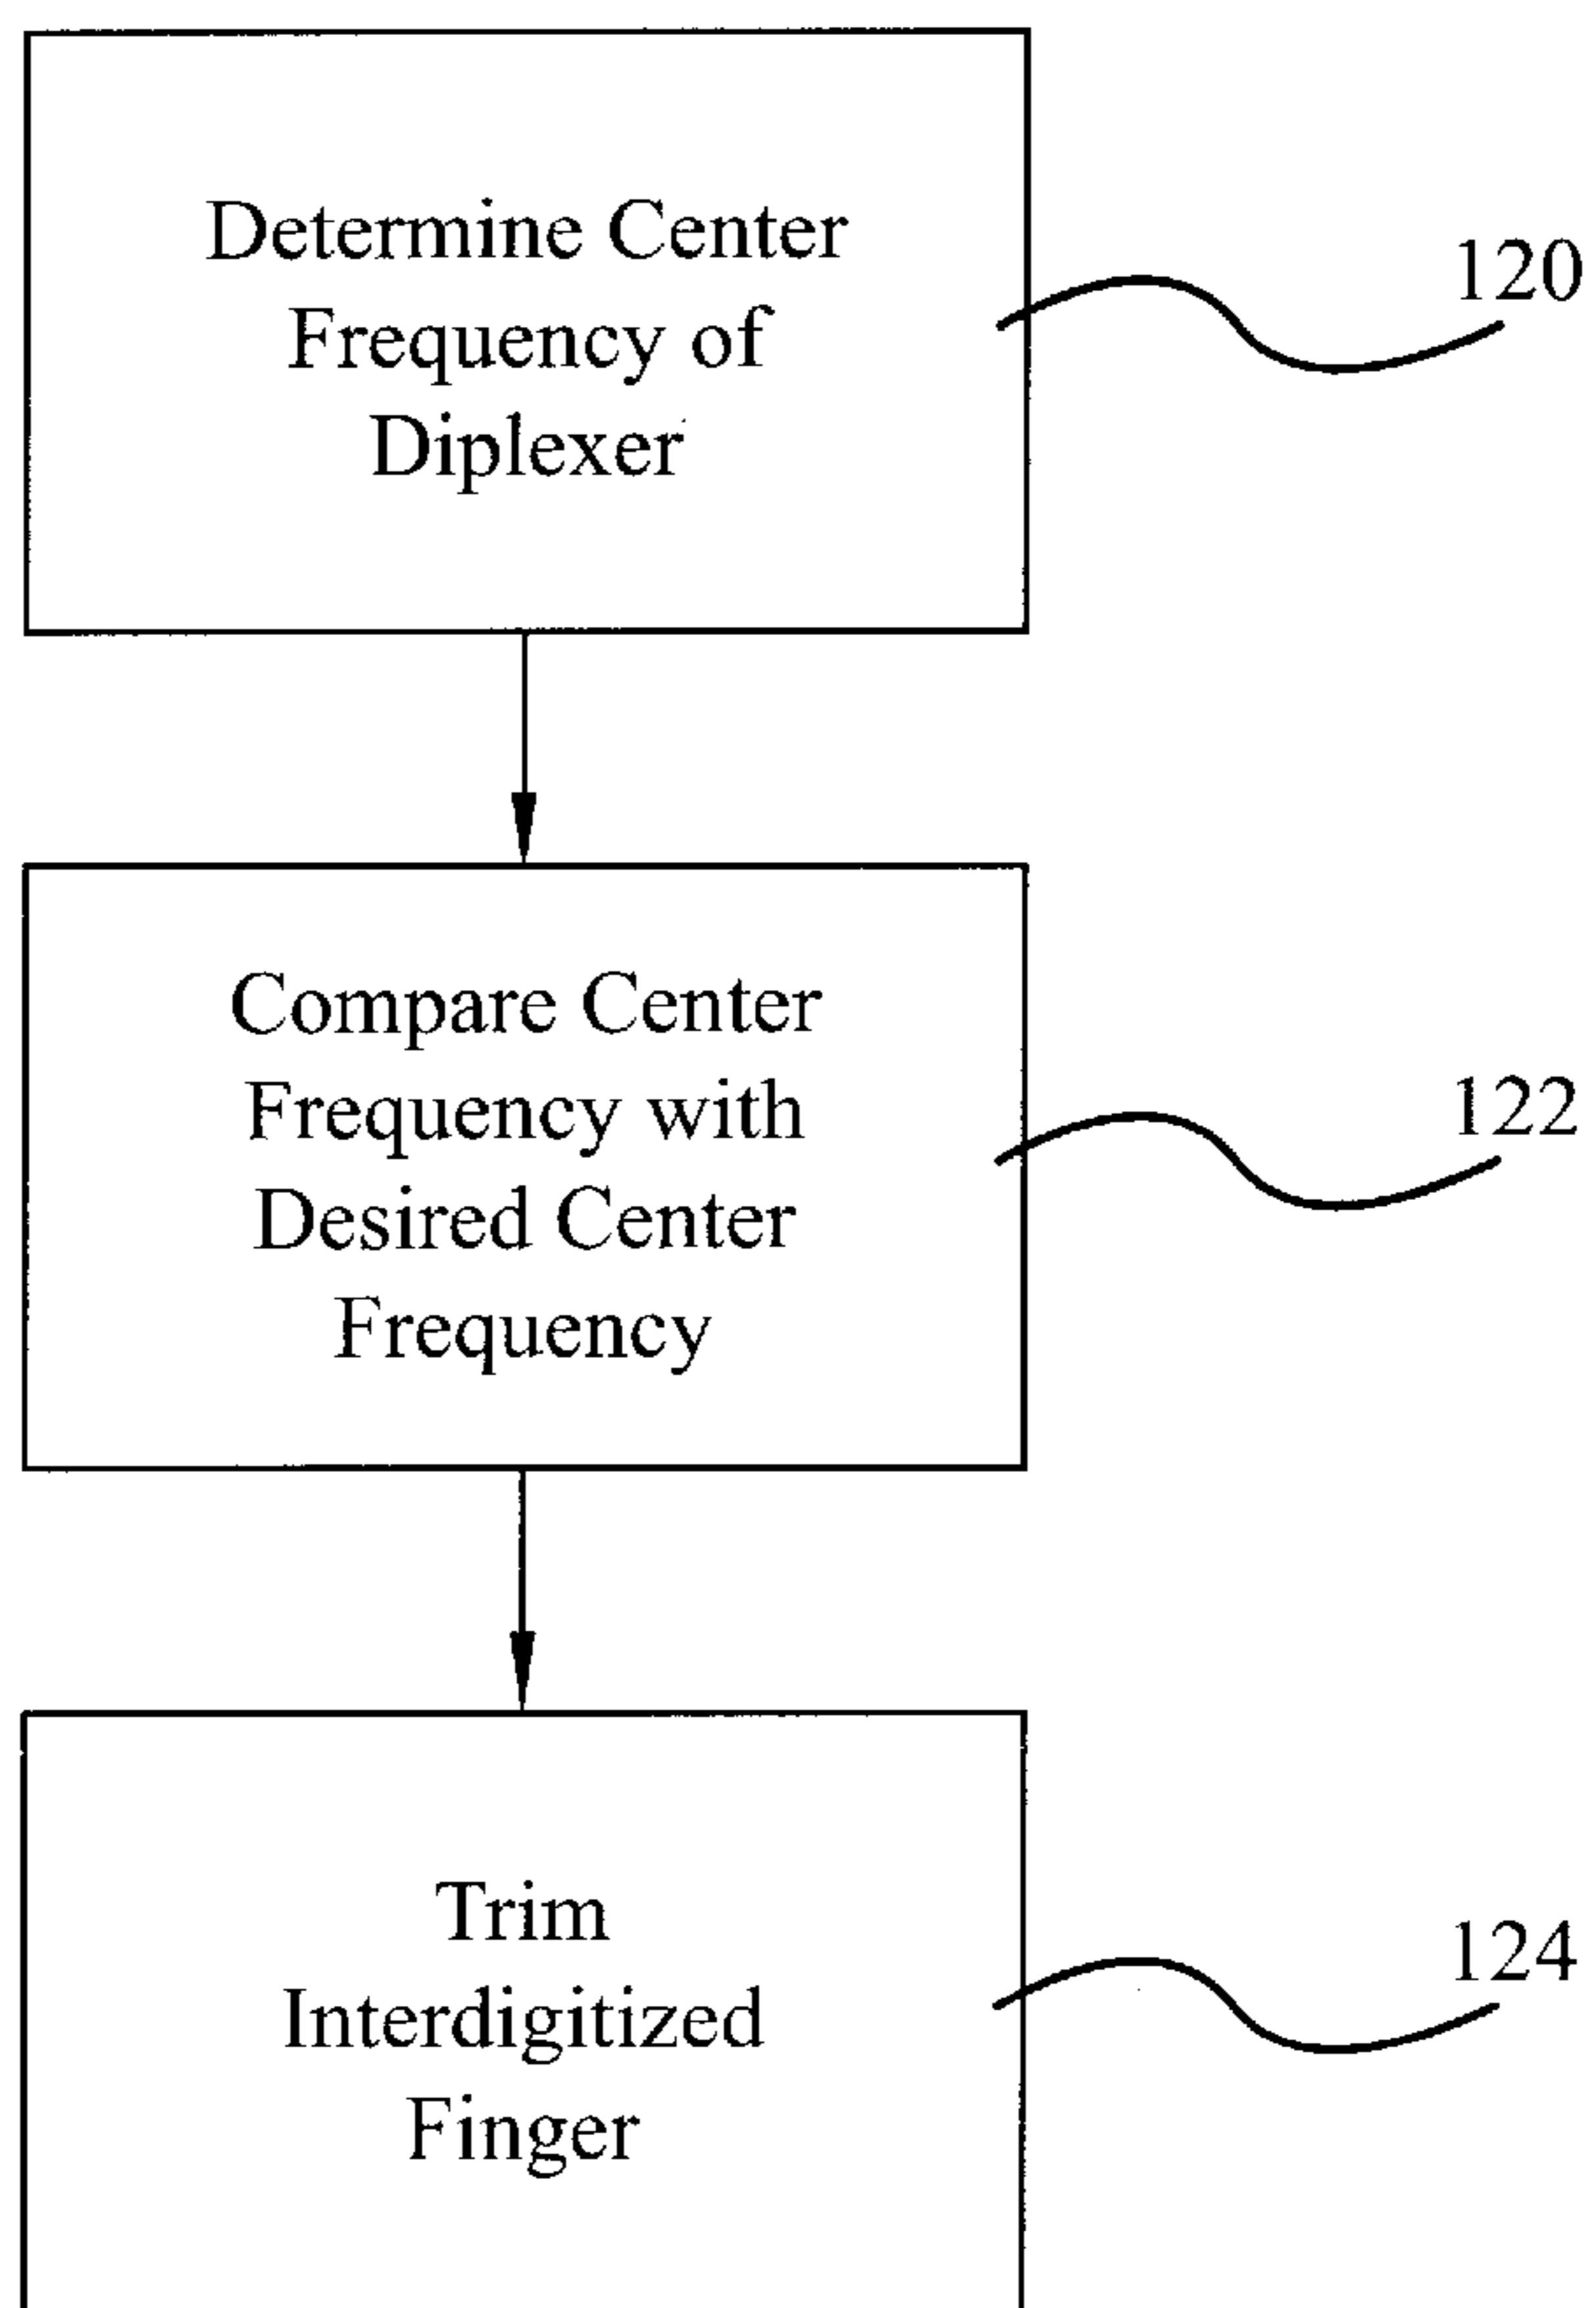 Determine Center
Frequency of
Diplexer
120
Compare Center
Frequency with
Desired Center
Frequency
122
Trim
Interdigitized
Finger
124